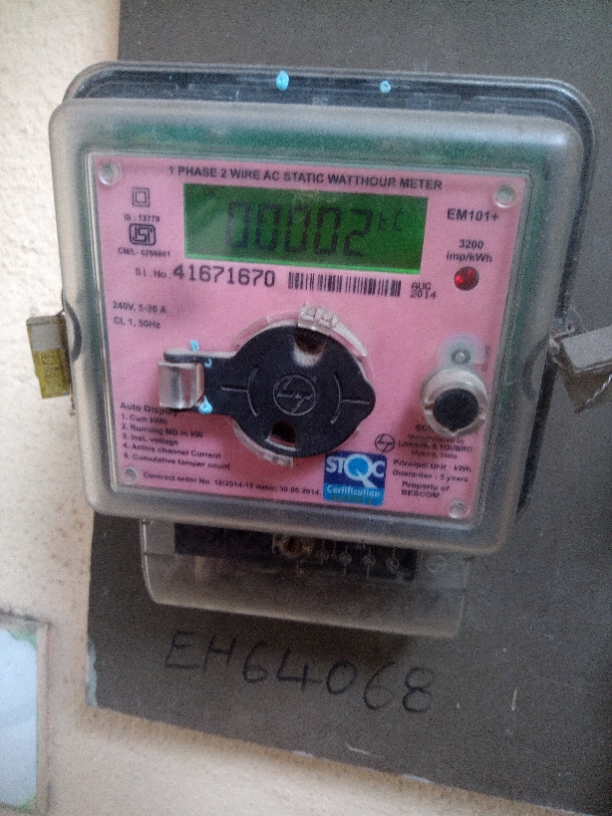 1 PHASE 2 WIRE AC STATIC WATTHOUR METER
00002 tC
EM101+
IS : 13779
3200
imp/kWh
Sl.No. 41671670
AUG
2014
240V, 5-30 A
CL 1, 50Hz
Auto Display
1. Cum kWh
2. Running MD in kW
3. Inst. voltage
4. Active channel Current
5. Cumulative tamper count
LARSEN & TOUBRO
Mysore, India
STQC
Certification
Principal Unit : kWh
Guarantee : 5 years
Property of
BESCOM
EH64068